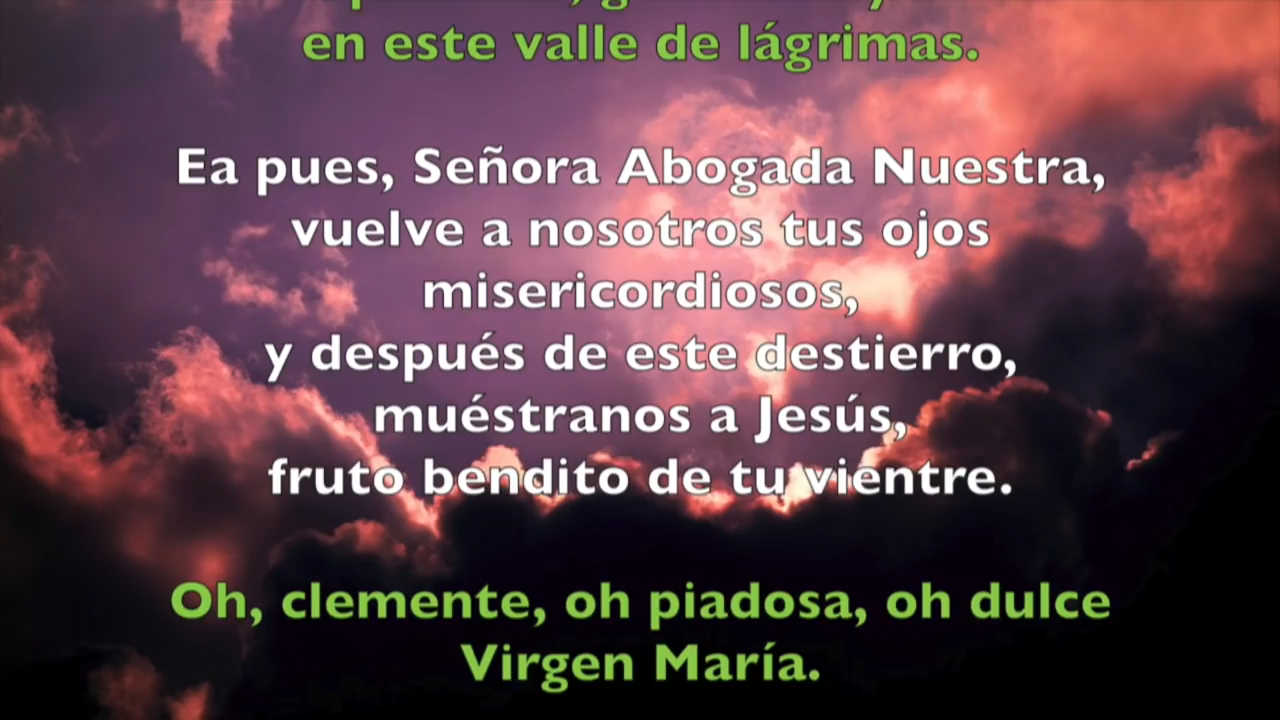 en este valle de lágrimas.
Ea pues, Señora Abogada Nuestra,
vuelve a nosotros tus ojos
misericordiosos,
y después de este destierro,
muéstranos a Jesús,
fruto bendito de tu vientre.
Oh, clemente, oh piadosa, oh dulce
Virgen María.